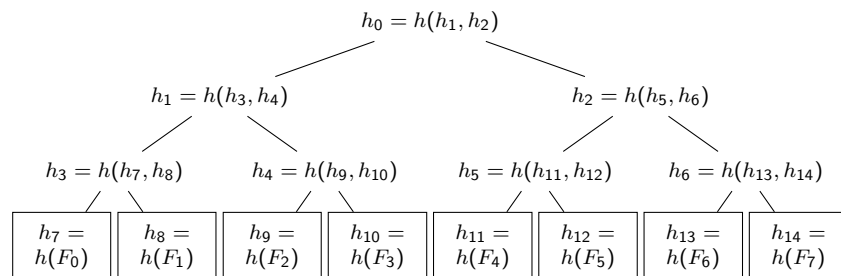 h₀ = h(h₁, h₂)
h₁ = h(h₃, h₄)
h₂ = h(h₅, h₆)
h₃ = h(h₇, h₈)
h₄ = h(h₉, h₁₀)
h₅ = h(h₁₁, h₁₂)
h₆ = h(h₁₃, h₁₄)
h₇ =
h(F₀)
h₈ =
h(F₁)
h₉ =
h(F₂)
h₁₀ =
h(F₃)
h₁₁ =
h(F₄)
h₁₂ =
h(F₅)
h₁₃ =
h(F₆)
h₁₄ =
h(F₇)